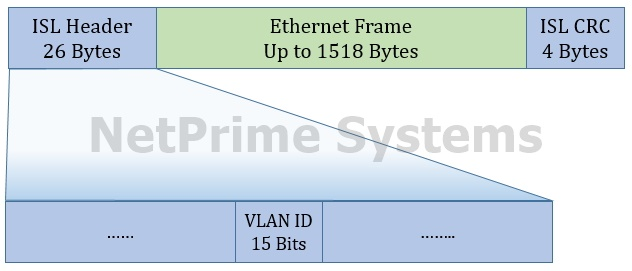 ISL Header
26 Bytes
Ethernet Frame
Up to 1518 Bytes
ISL CRC
4 Bytes
NetPrime Systems
......
VLAN ID
15 Bits
........